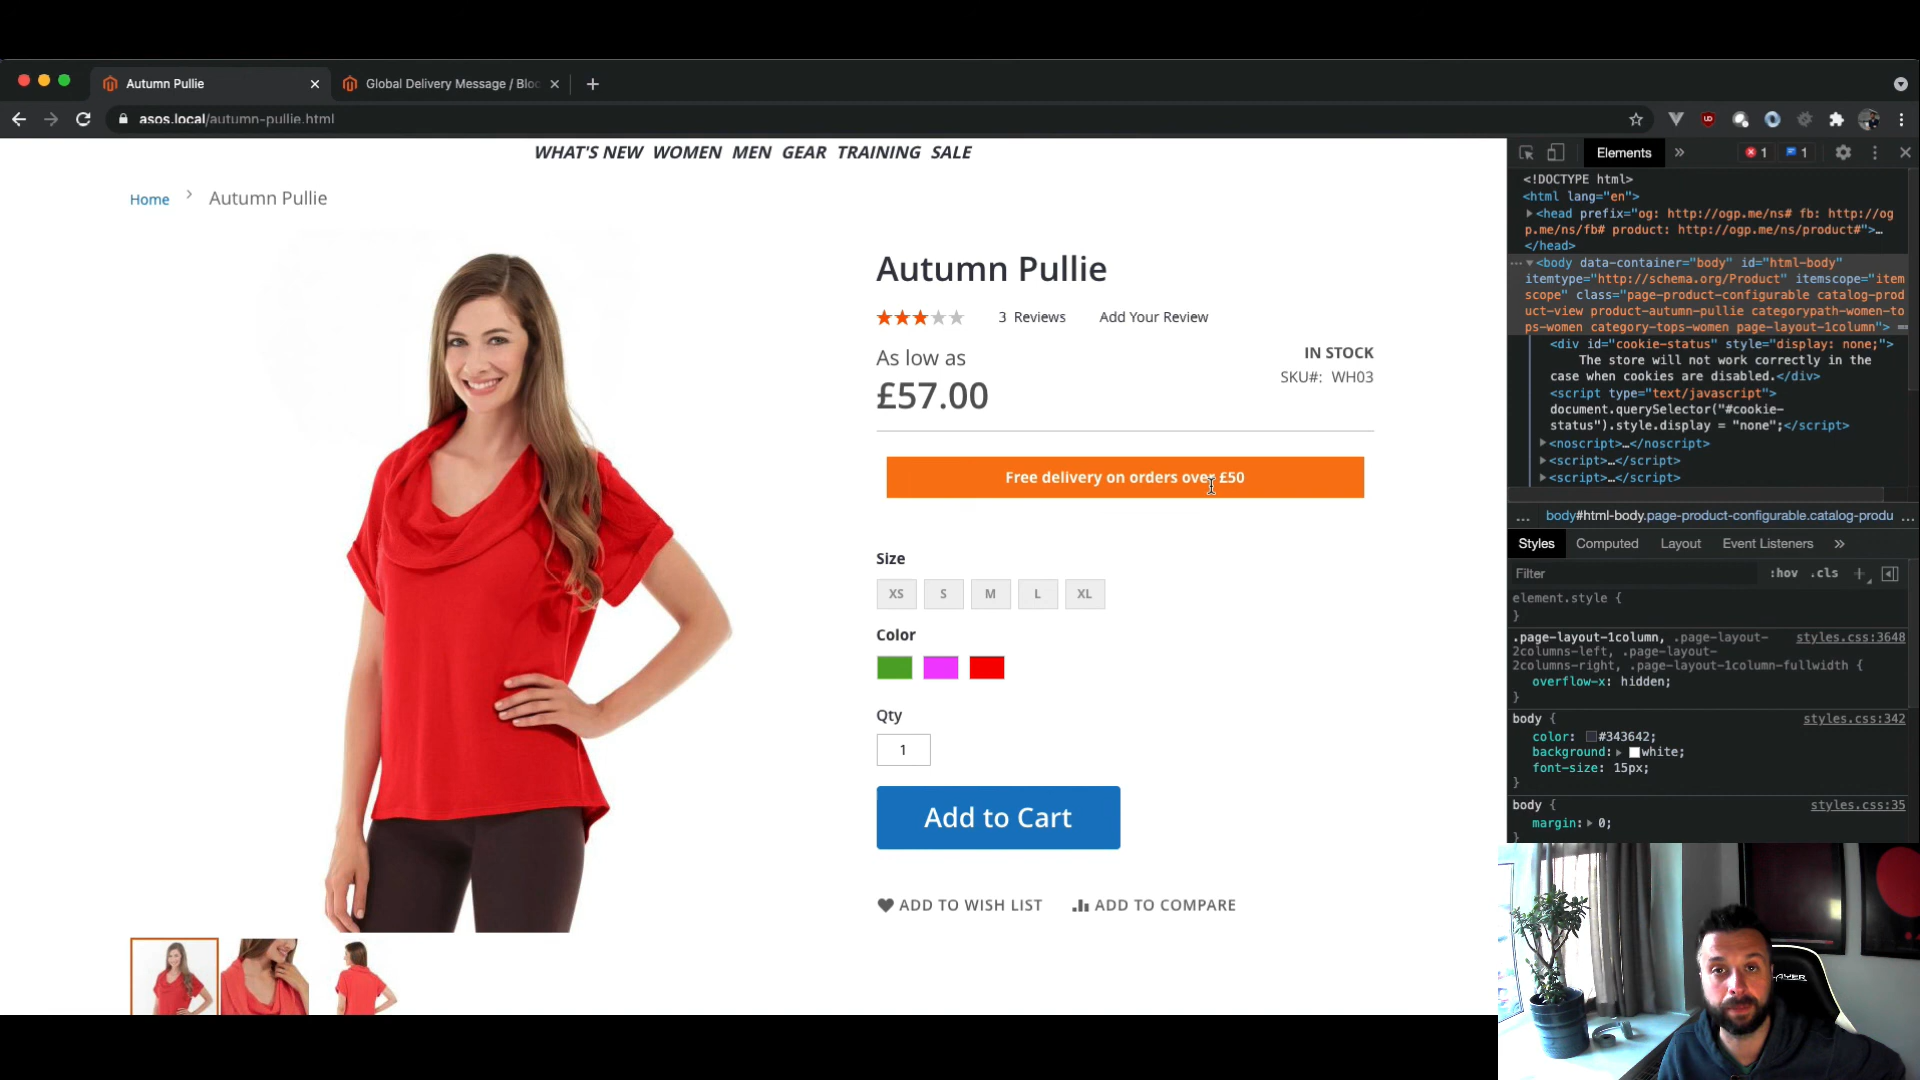 Autumn Pullie
Global Delivery Message / Bloc
asos.local/autumn-pullie.html
WHAT'S NEW WOMEN MEN GEAR TRAINING SALE
Home
Autumn Pullie
Autumn Pullie
3 Reviews
Add Your Review
As low as
£57.00
IN STOCK
SKU#: WH03
Free delivery on orders over £50
Size
XS
S
M
L
XL
Color
Qty
1
Add to Cart
ADD TO WISH LIST
ADD TO COMPARE
Elements
»
1
1
<!DOCTYPE html>
<html lang="en">
<head prefix="og: http://ogp.me/ns# fb: http://og
p.me/ns/fb# product: http://ogp.me/ns/product#">…
</head>
<body data-container="body" id="html-body"
itemtype="http://schema.org/Product" itemscope="item
scope" class="page-product-configurable catalog-prod
uct-view product-autumn-pullie categorypath-women-to
ps-women category-tops-women page-layout-1column"> ==
<div id="cookie-status" style="display: none;">
The store will not work correctly in the
case when cookies are disabled.</div>
<script type="text/javascript">
document.querySelector("#cookie-
status").style.display = "none";</script>
<noscript>…</noscript>
<script>…</script>
<script>…</script>
… body#html-body.page-product-configurable.catalog-produ …
Styles
Computed
Layout
Event Listeners
»
Filter
:hov
.cls
element.style {
}
.page-layout-1column, .page-layout-
styles.css:3648
2columns-left, .page-layout-
2columns-right, .page-layout-1column-fullwidth {
overflow-x: hidden;
}
body {
styles.css:342
color: #343642;
background: white;
font-size: 15px;
}
body {
styles.css:35
margin: 0;
}